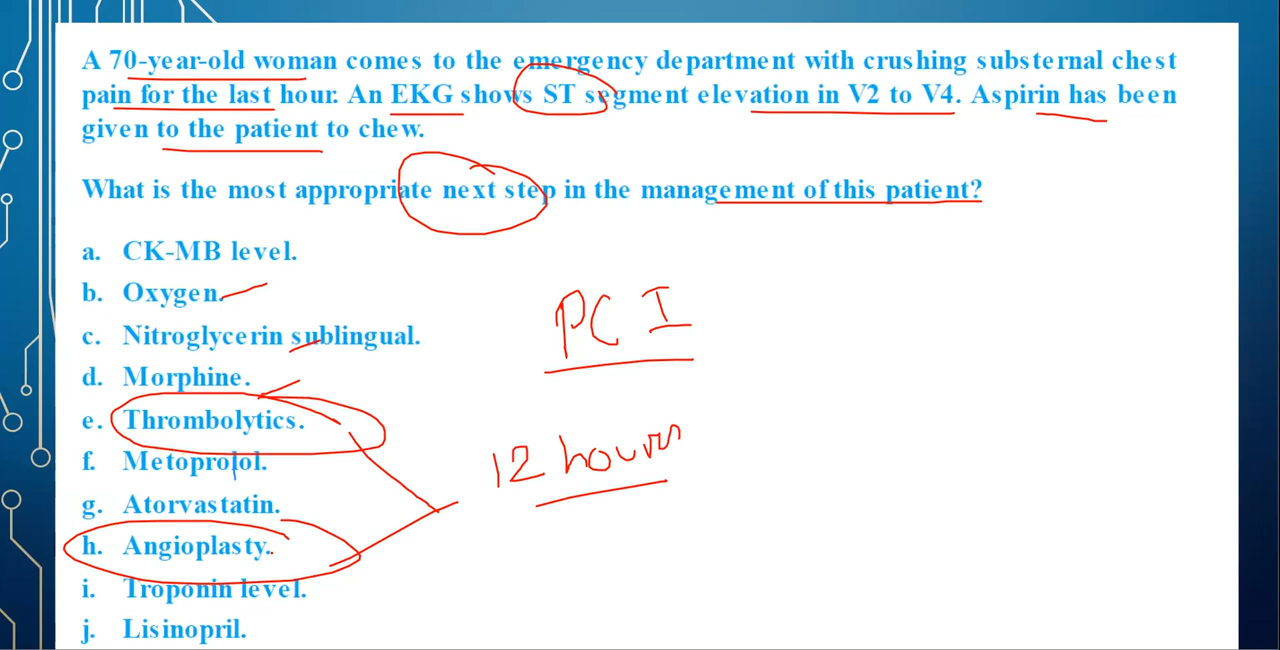 A 70-year-old woman comes to the emergency department with crushing substernal chest
pain for the last hour. An EKG shows ST segment elevation in V2 to V4. Aspirin has been
given to the patient to chew.
What is the most appropriate next step in the management of this patient?
a. CK-MB level.
b. Oxygen.
c. Nitroglycerin sublingual.
d. Morphine.
e. Thrombolytics.
f. Metoprolol.
g. Atorvastatin.
h. Angioplasty.
i. Troponin level.
j. Lisinopril.
PCI
12 hours